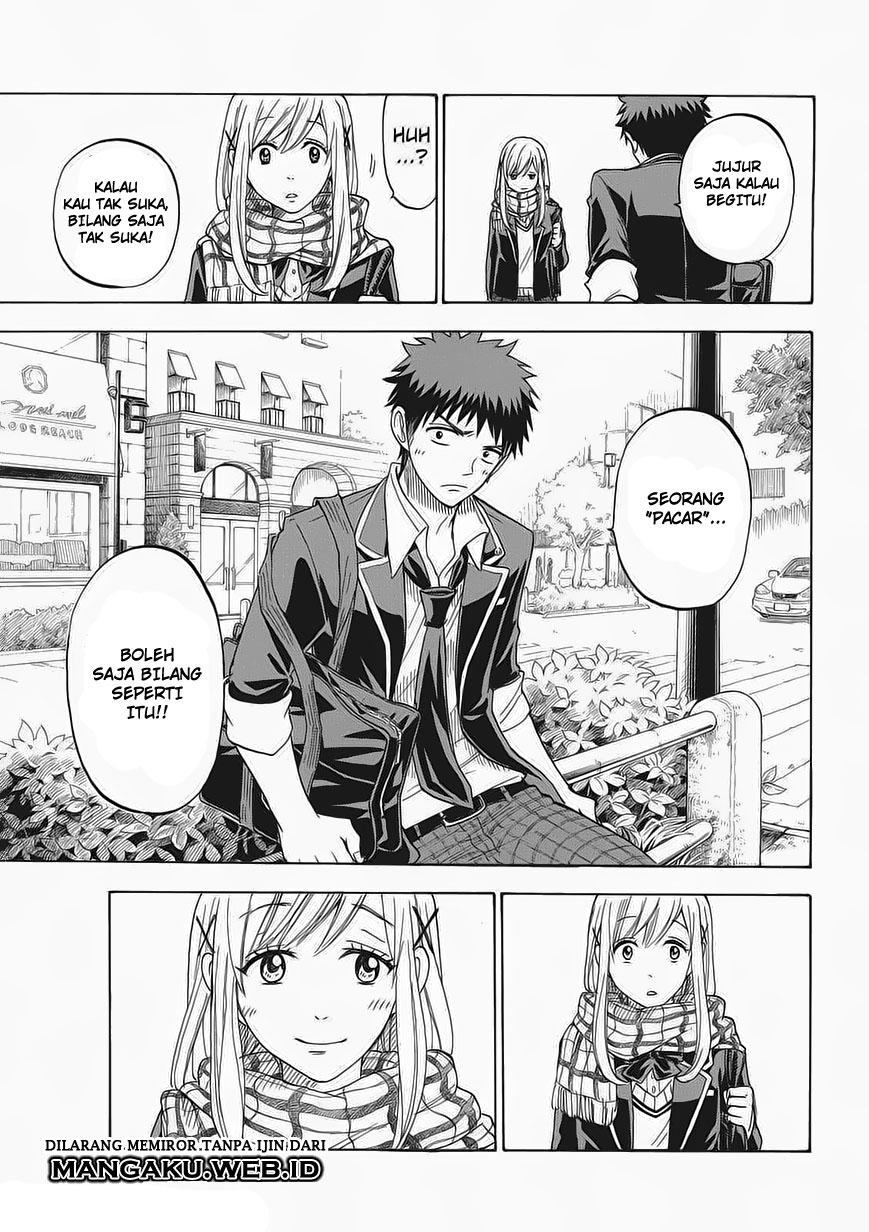 JUJUR
SAJA KALAU
BEGITU!
HUH
...?
KALAU
KAU TAK SUKA,
BILANG SAJA
TAK SUKA!
SEORANG
"PACAR"...
BOLEH
SAJA BILANG
SEPERTI
ITU!!
DILARANG MEMIROR TANPA IJIN DARI
MANGAKU.WEB.ID